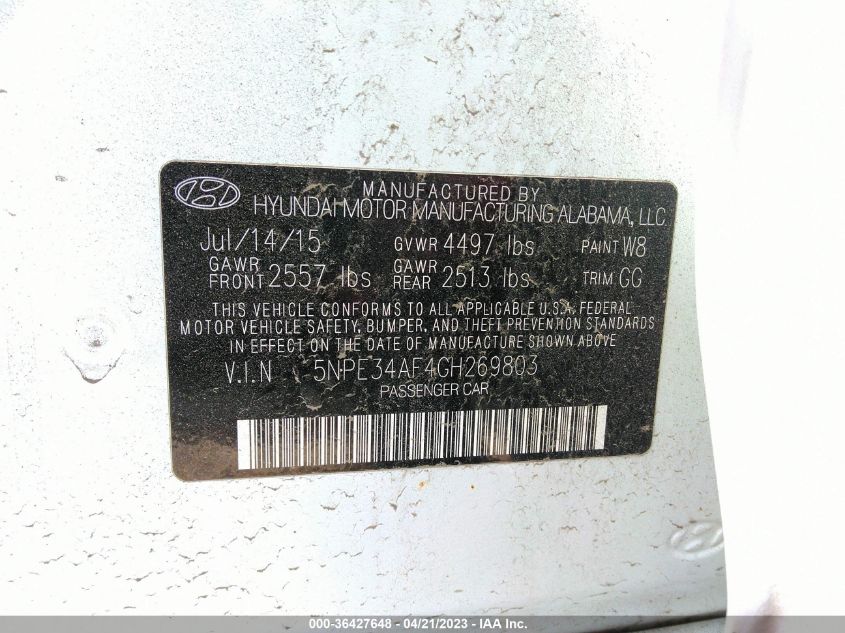 MANUFACTURED BY
HYUNDAI MOTOR MANUFACTURING ALABAMA, LLC
Jul/14/15 GVWR 4497 lbs PAINT W8
GAWR FRONT 2557 lbs GAWR REAR 2513 lbs TRIM GG
THIS VEHICLE CONFORMS TO ALL APPLICABLE U.S.A. FEDERAL
MOTOR VEHICLE SAFETY, BUMPER, AND THEFT PREVENTION STANDARDS
IN EFFECT ON THE DATE OF MANUFACTURE SHOWN ABOVE.
V.I.N 5NPE34AF4GH269803
PASSENGER CAR
000-36427648 - 04/21/2023 - IAA Inc.